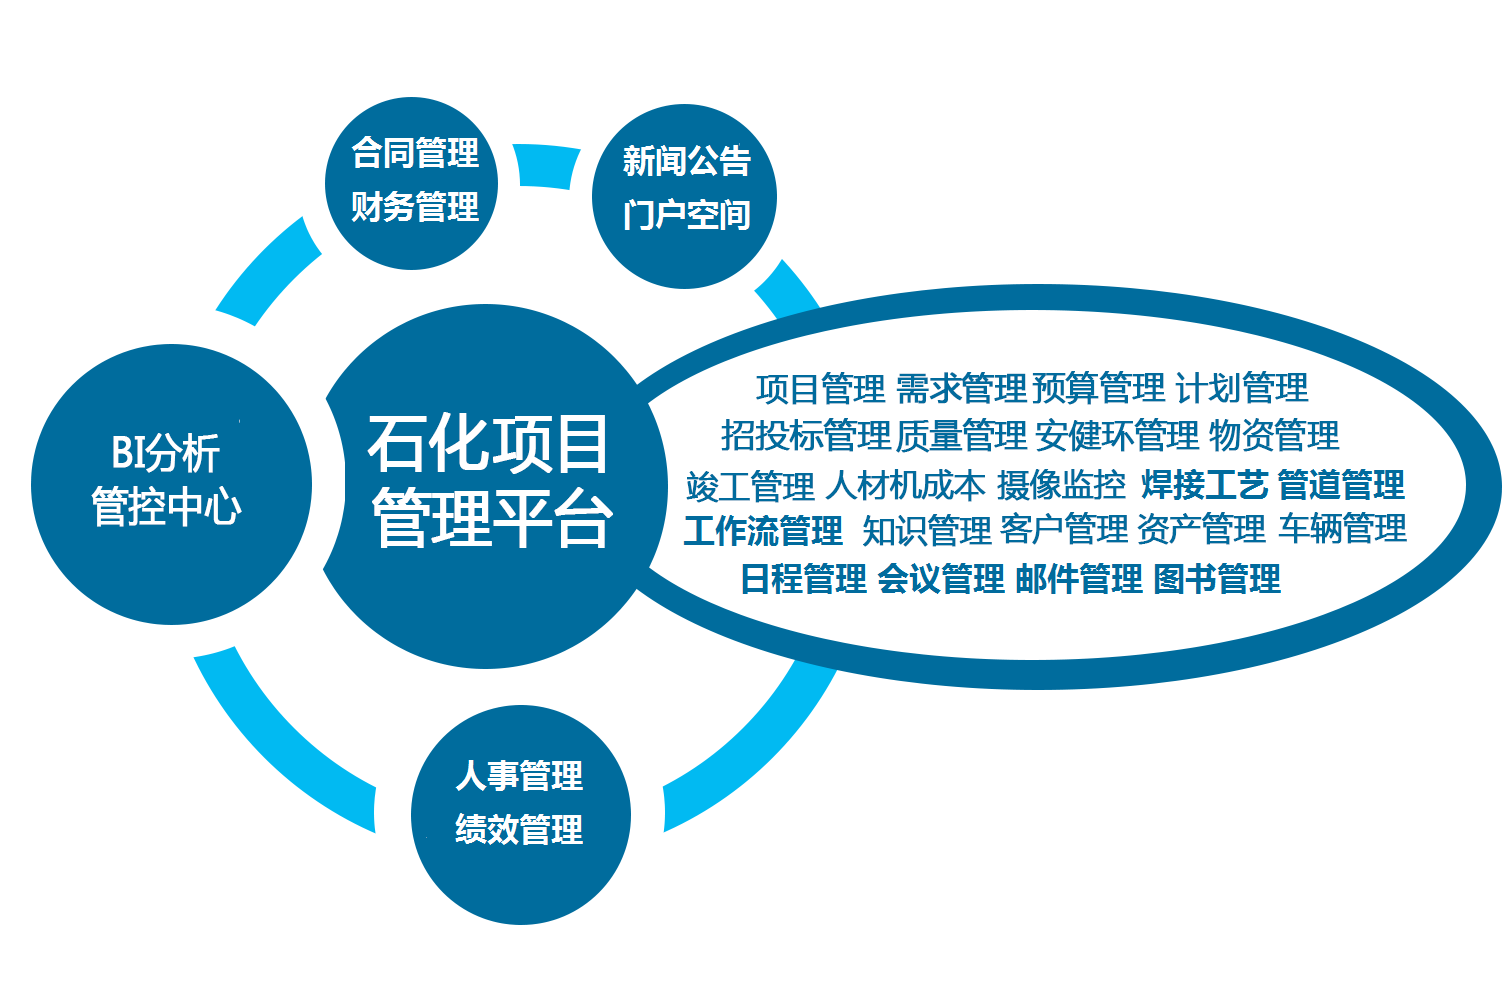 合同管理
财务管理
新闻公告
门户空间
BI分析
管控中心
石化项目
管理平台
项目管理 需求管理 预算管理 计划管理
招投标管理 质量管理 安健环管理 物资管理
竣工管理 人材机成本 摄像监控 焊接工艺 管道管理
工作流管理 知识管理 客户管理 资产管理 车辆管理
日程管理 会议管理 邮件管理 图书管理
人事管理
绩效管理